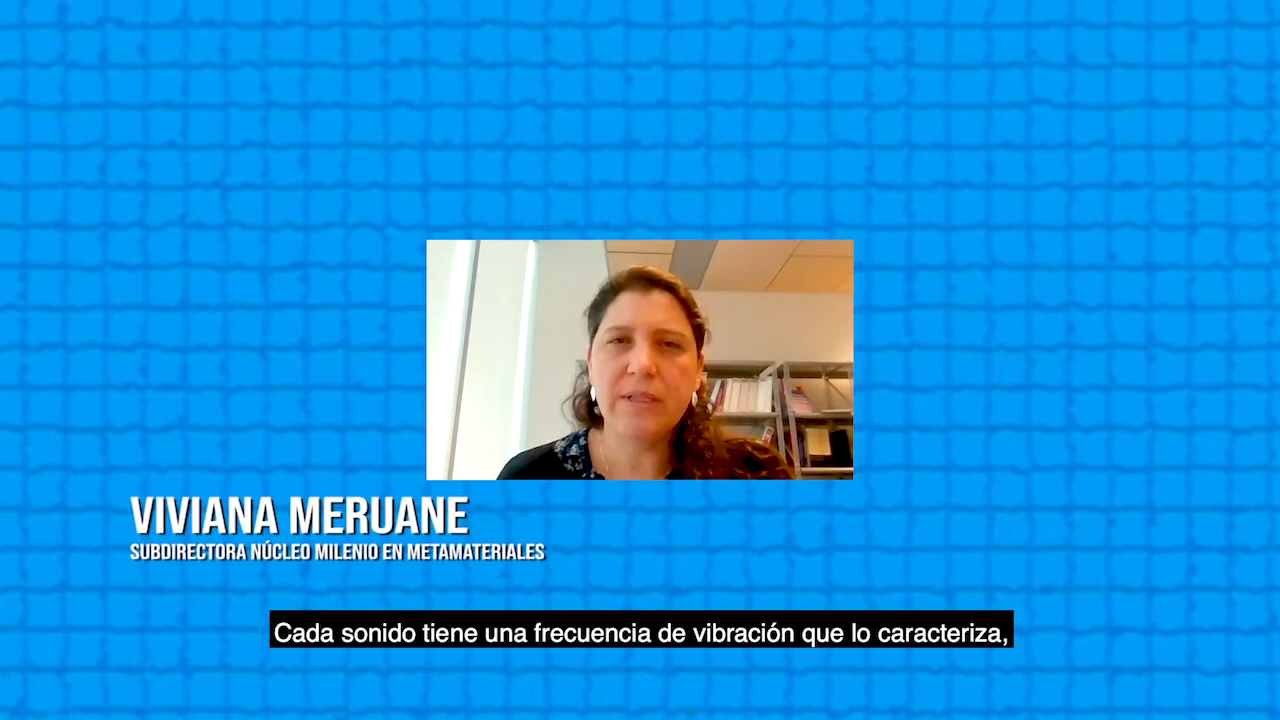 VIVIANA MERUANE
SUBDIRECTORA NÚCLEO MILENIO EN METAMATERIALES
Cada sonido tiene una frecuencia de vibración que lo caracteriza,